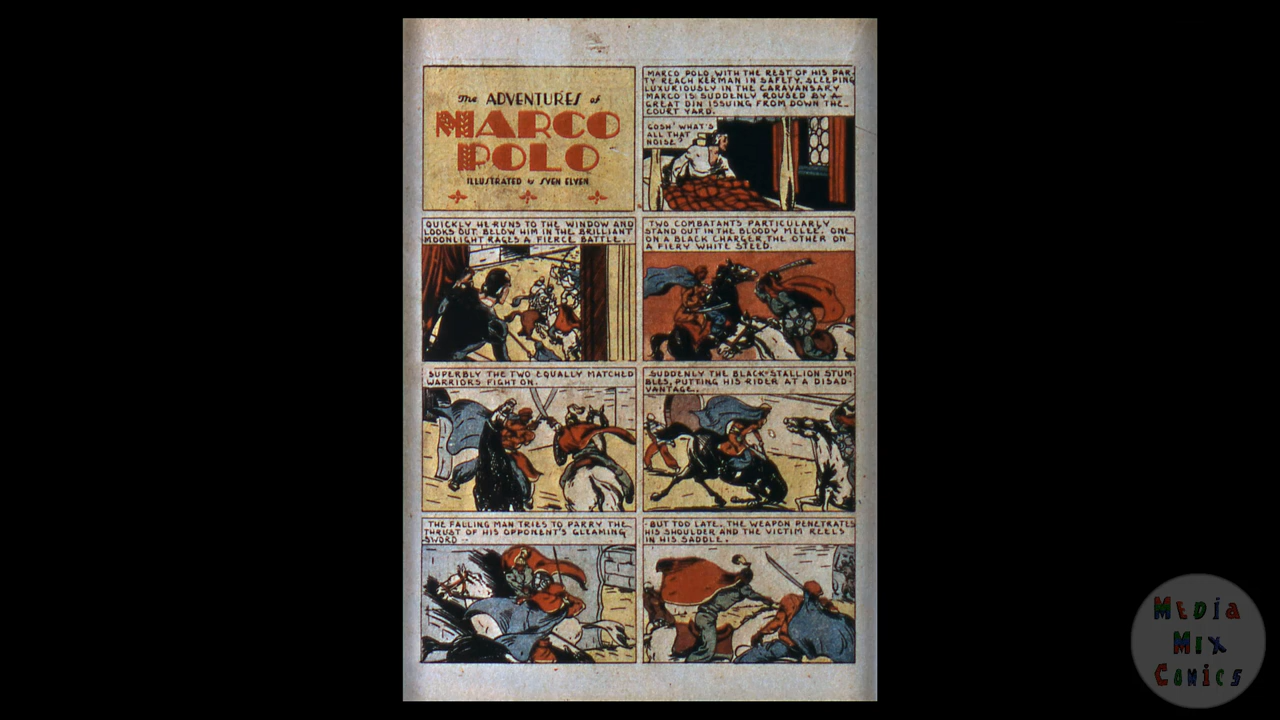 The ADVENTURES of
MARCO
POLO
ILLUSTRATED by SVEN ELVEN
MARCO POLO WITH THE REST OF HIS PAR-
TY REACH KERMAN IN SAFETY. SLEEPING
LUXURIOUSLY IN THE CARAVANSARY
MARCO IS SUDDENLY ROUSED BY A
GREAT DIN ISSUING FROM DOWN THE
COURT YARD.
GOSH! WHAT'S
ALL THAT
NOISE?
QUICKLY HE RUNS TO THE WINDOW AND
LOOKS OUT. BELOW HIM IN THE BRILLIANT
MOONLIGHT RAGES A FIERCE BATTLE.
TWO COMBATANTS PARTICULARLY
STAND OUT IN THE BLOODY MELEE. ONE
ON A BLACK CHARGER, THE OTHER ON
A FIERY WHITE STEED.
SUPERBLY THE TWO EQUALLY MATCHED
WARRIORS FIGHT ON.
SUDDENLY THE BLACK STALLION STUM-
BLES, PUTTING HIS RIDER AT A DISAD-
VANTAGE.
THE FALLING MAN TRIES TO PARRY THE
THRUST OF HIS OPPONENT'S GLEAMING
SWORD --
-BUT TOO LATE. THE WEAPON PENETRATES
HIS SHOULDER AND THE VICTIM REELS
IN HIS SADDLE.
MEDiA
MiX
COMiCS